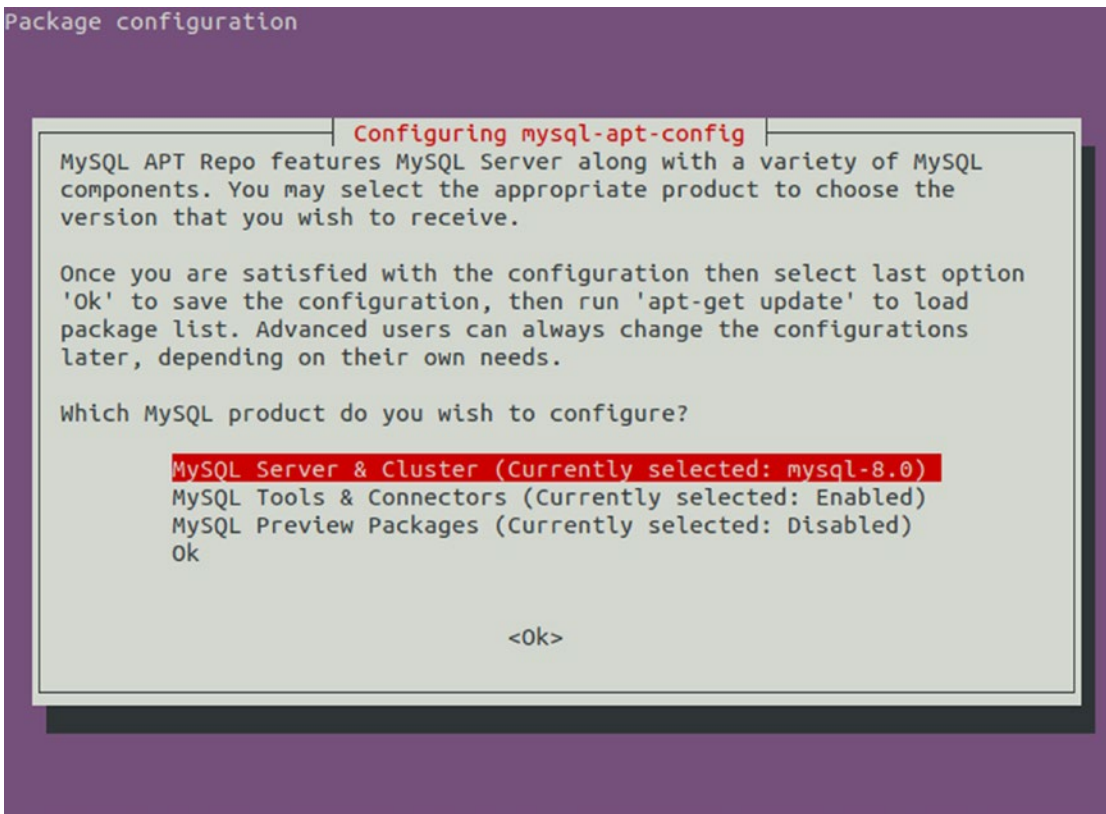 Package configuration
Configuring mysql-apt-config
MySQL APT Repo features MySQL Server along with a variety of MySQL
components. You may select the appropriate product to choose the
version that you wish to receive.
Once you are satisfied with the configuration then select last option
'Ok' to save the configuration, then run 'apt-get update' to load
package list. Advanced users can always change the configurations
later, depending on their own needs.
Which MySQL product do you wish to configure?
MySQL Server & Cluster (Currently selected: mysql-8.0)
MySQL Tools & Connectors (Currently selected: Enabled)
MySQL Preview Packages (Currently selected: Disabled)
Ok
<Ok>